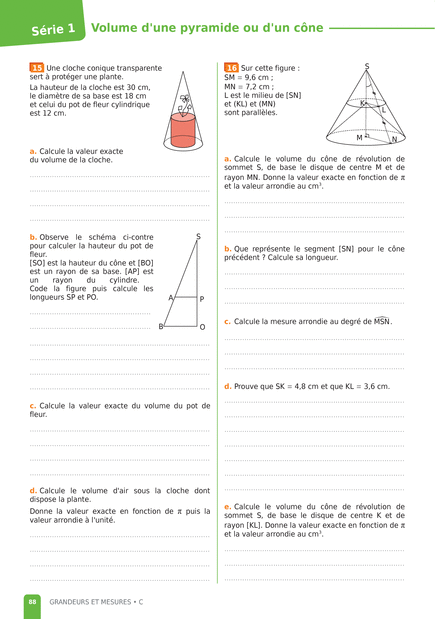 Série 1
Volume d'une pyramide ou d'un cône
15 Une cloche conique transparente
sert à protéger une plante.
La hauteur de la cloche est 30 cm,
le diamètre de sa base est 18 cm
et celui du pot de fleur cylindrique
est 12 cm.
a. Calcule la valeur exacte
du volume de la cloche.
b. Observe le schéma ci-contre
pour calculer la hauteur du pot de
fleur.
[SO] est la hauteur du cône et [BO]
est un rayon de sa base. [AP] est
un rayon du cylindre.
Code la figure puis calcule les
longueurs SP et PO.
S
A
P
B
O
c. Calcule la valeur exacte du volume du pot de
fleur.
d. Calcule le volume d'air sous la cloche dont
dispose la plante.
Donne la valeur exacte en fonction de π puis la
valeur arrondie à l'unité.
16 Sur cette figure :
SM = 9,6 cm ;
MN = 7,2 cm ;
L est le milieu de [SN]
et (KL) et (MN)
sont parallèles.
S
K
L
M
N
a. Calcule le volume du cône de révolution de
sommet S, de base le disque de centre M et de
rayon MN. Donne la valeur exacte en fonction de π
et la valeur arrondie au cm³.
b. Que représente le segment [SN] pour le cône
précédent ? Calcule sa longueur.
c. Calcule la mesure arrondie au degré de M̂SN.
d. Prouve que SK = 4,8 cm et que KL = 3,6 cm.
e. Calcule le volume du cône de révolution de
sommet S, de base le disque de centre K et de
rayon [KL]. Donne la valeur exacte en fonction de π
et la valeur arrondie au cm³.
88 GRANDEURS ET MESURES • C